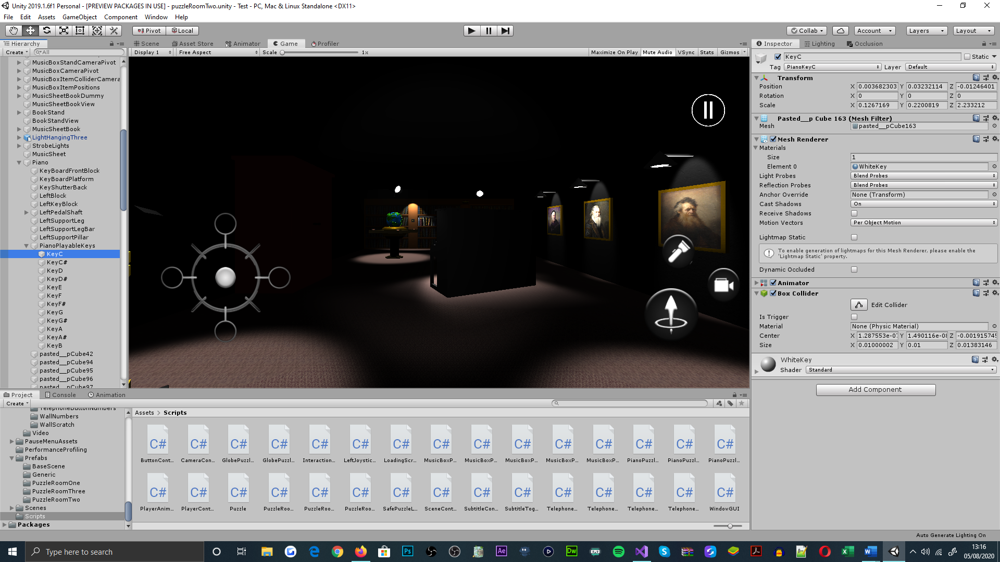 Unity 2019.1.6f1 Personal - [PREVIEW PACKAGES IN USE] - puzzleRoomTwo.unity - Test - PC, Mac & Linux Standalone <DX11>
File Edit Assets GameObject Component Window Help
Pivot Local Collab Account Layers Layout
Hierarchy
Create All
MusicBoxStandCameraPivot
MusicBoxCameraPivot
MusicBoxItemColliderCamera
MusicBoxItemPositions
MusicSheetBookDummy
MusicSheetBookView
BookStand
BookStandView
MusicSheetBook
LightHangingThree
StrobeLights
MusicSheet
Piano
KeyBoardFrontBlock
KeyBoardPlatform
KeyShutterBack
LeftBlock
LeftKeyBlock
LeftPedalShaft
LeftSupportLeg
LeftSupportLegBar
LeftSupportPillar
PianoPlayableKeys
KeyC
KeyC#
KeyD
KeyD#
KeyE
KeyF
KeyF#
KeyG
KeyG#
KeyA
KeyA#
KeyB
pasted__pCube42
pasted__pCube94
pasted__pCube95
pasted__pCube96
pasted__pCube97
Scene Asset Store Animator Game Profiler
Display 1 Free Aspect Scale 1x Maximize On Play Mute Audio VSync Stats Gizmos
Inspector Lighting Occlusion
KeyC Static
Tag PianoKeyC Layer Default
Transform
Position X 0.003682303 Y 0.03232114 Z -0.01246401
Rotation X 0 Y 0 Z 0
Scale X 0.1267169 Y 0.2200819 Z 2.233212
Pasted__p Cube 163 (Mesh Filter)
Mesh pasted__pCube163
Mesh Renderer
Materials
Size 1
Element 0 WhiteKey
Light Probes Blend Probes
Reflection Probes Blend Probes
Anchor Override None (Transform)
Cast Shadows On
Receive Shadows
Motion Vectors Per Object Motion
Lightmap Static
To enable generation of lightmaps for this Mesh Renderer, please enable the
'Lightmap Static' property.
Dynamic Occluded
Animator
Box Collider
Edit Collider
Is Trigger
Material None (Physic Material)
Center X 1.287553e-0 Y 1.490116e-0 Z -0.00191574
Size X 0.01000002 Y 0.01 Z 0.01383146
WhiteKey
Shader Standard
Add Component
Project Console Animation
Create
TelephoneButtonNumbers
WallNumbers
WallScratch
Video
PauseMenuAssets
PerformanceProfiling
Prefabs
BaseScene
Generic
PuzzleRoomOne
PuzzleRoomThree
PuzzleRoomTwo
Scenes
Scripts
Packages
Assets > Scripts
C# C# C# C# C# C# C# C# C# C# C# C# C# C# C#
ButtonCont... CameraCon... GlobePuzzl... GlobePuzzl... Interaction... LeftJoystic... LoadingScr... MusicBoxP... MusicBoxP... MusicBoxP... MusicBoxP... MusicBoxP... PianoPuzzl... PianoPuzzl... PianoPuzzl...
C# C# C# C# C# C# C# C# C# C# C# C# C# C# C#
PlayerAnim... PlayerCont... Puzzle PuzzleRoo... PuzzleRoo... PuzzleRoo... SafePuzzleL... SceneCont... SubtitleCon... SubtitleTog... Telephone... Telephone... Telephone... Telephone... WindowGUI
Auto Generate Lighting On
Type here to search
Ps Ae Dw
13:16
05/08/2020